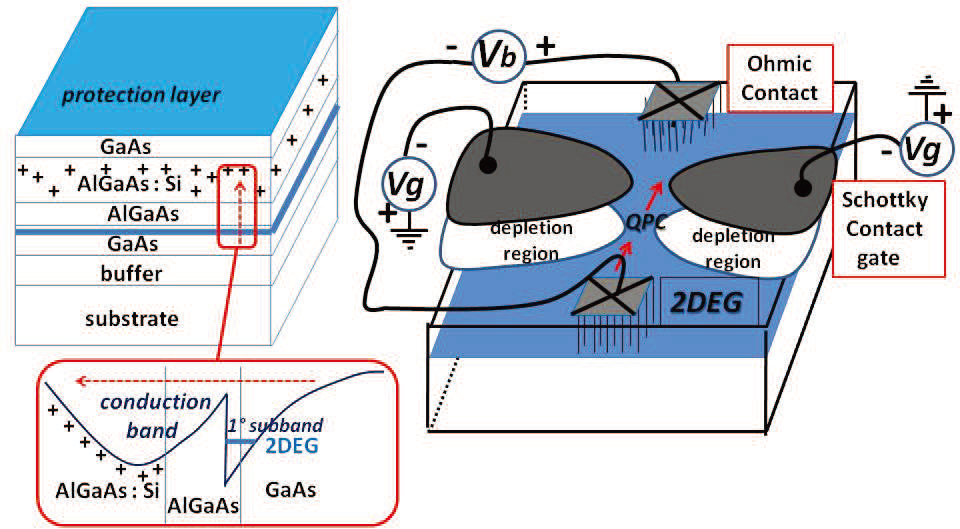 protection layer
GaAs
+ + + + + + + + + + + +
AlGaAs : Si
AlGaAs
GaAs
buffer
substrate
conduction
band
1° subband
2DEG
AlGaAs : Si
AlGaAs
GaAs
- Vb +
Ohmic
Contact
-
Vg
+
+
- Vg
Schottky
Contact
gate
QPC
depletion
region
depletion
region
2DEG